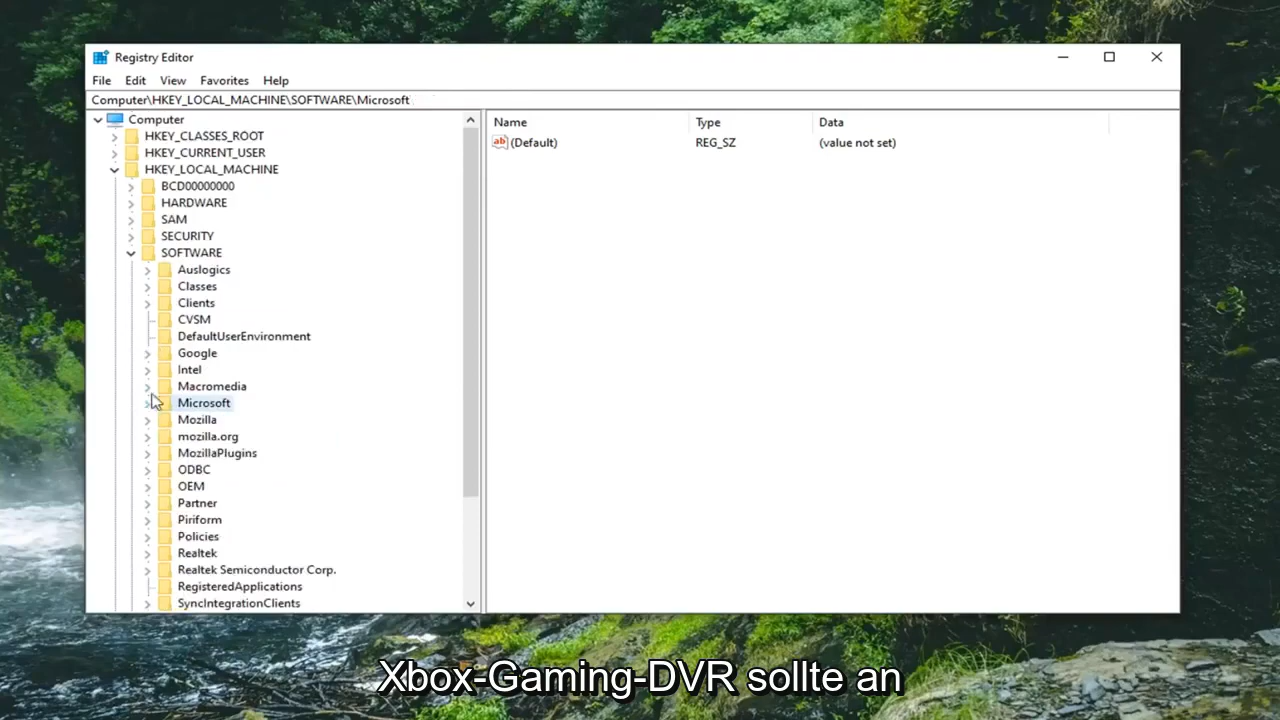 Registry Editor
File Edit View Favorites Help
Computer\HKEY_LOCAL_MACHINE\SOFTWARE\Microsoft
Computer
HKEY_CLASSES_ROOT
HKEY_CURRENT_USER
HKEY_LOCAL_MACHINE
BCD00000000
HARDWARE
SAM
SECURITY
SOFTWARE
Auslogics
Classes
Clients
CVSM
DefaultUserEnvironment
Google
Intel
Macromedia
Microsoft
Mozilla
mozilla.org
MozillaPlugins
ODBC
OEM
Partner
Piriform
Policies
Realtek
Realtek Semiconductor Corp.
RegisteredApplications
SyncIntegrationClients
Name Type Data
ab (Default) REG_SZ (value not set)
Xbox-Gaming-DVR sollte an